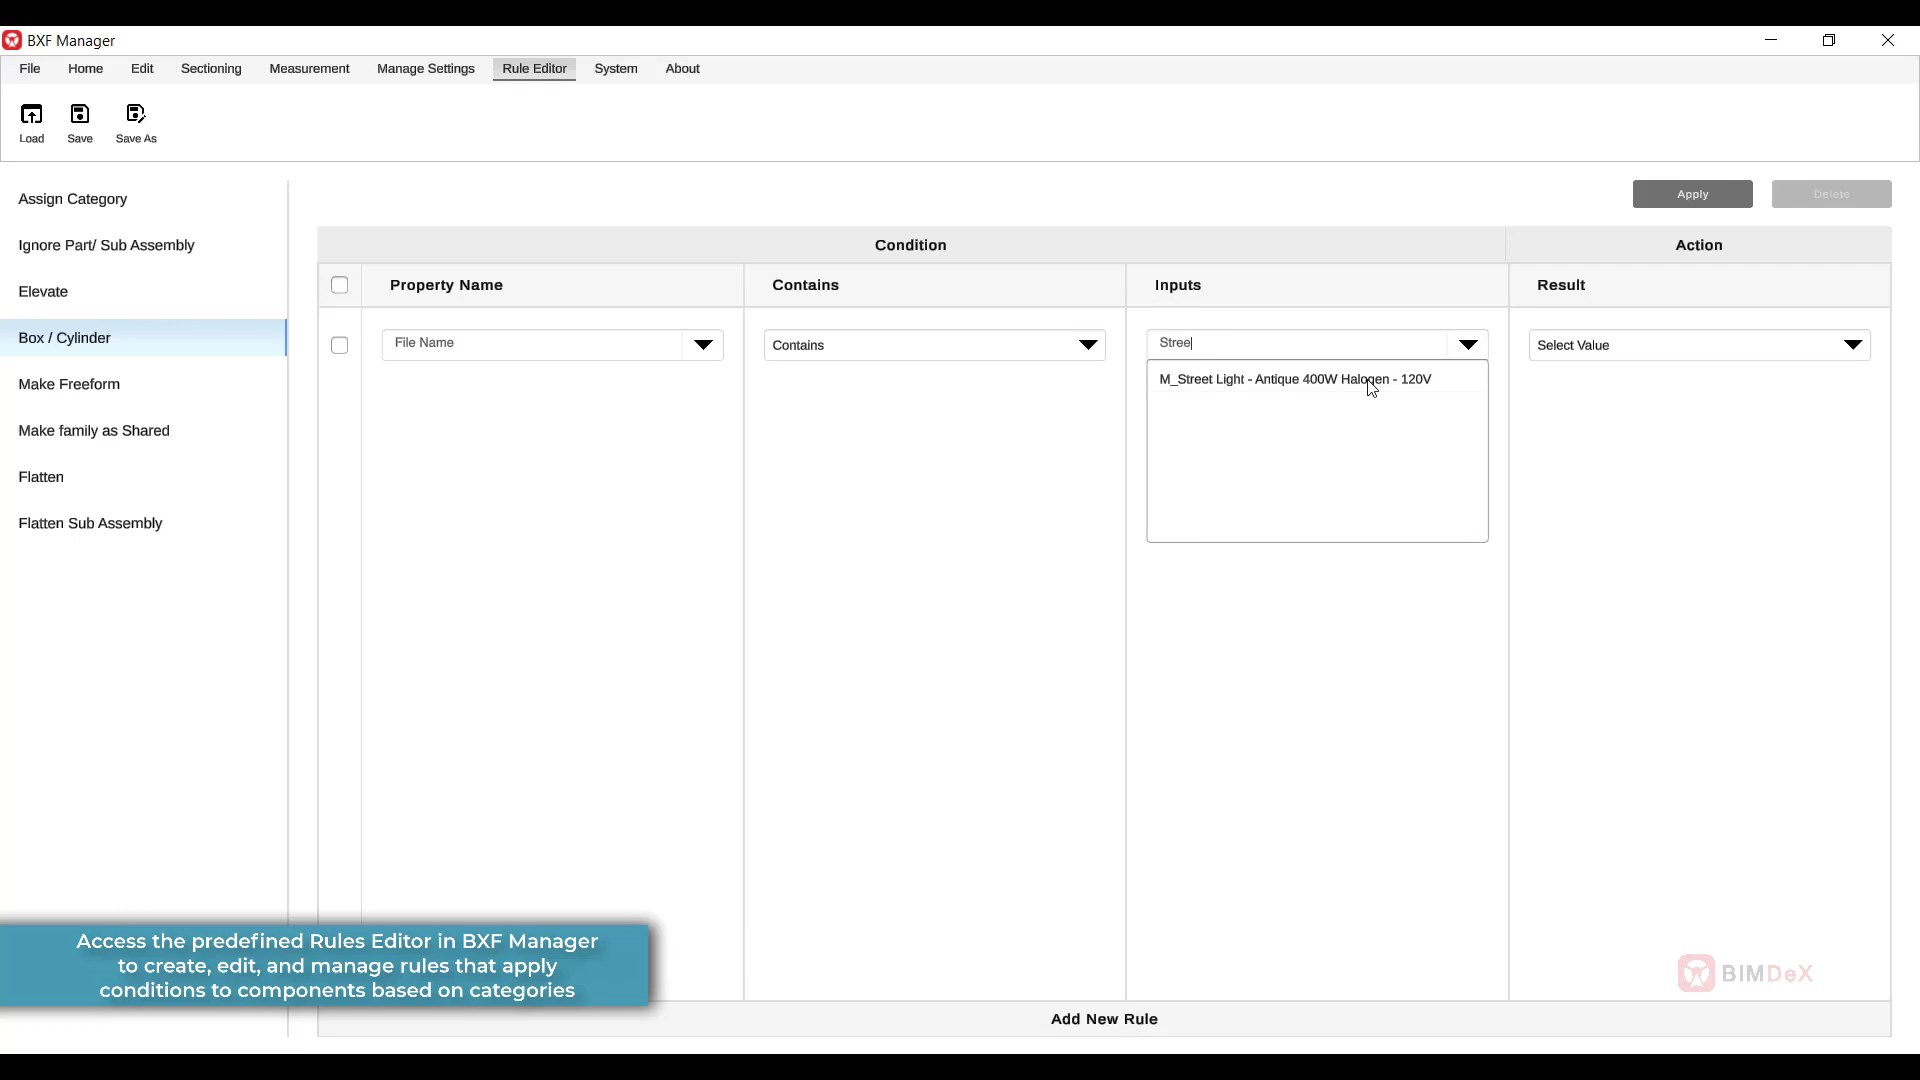 BXF Manager
File Home Edit Sectioning Measurement Manage Settings Rule Editor System About
Load Save Save As
Assign Category
Ignore Part/ Sub Assembly
Elevate
Box / Cylinder
Make Freeform
Make family as Shared
Flatten
Flatten Sub Assembly
Apply Delete
Condition Action
Property Name Contains Inputs Result
File Name Contains Stree Select Value
M_Street Light - Antique 400W Halogen - 120V
Access the predefined Rules Editor in BXF Manager
to create, edit, and manage rules that apply
conditions to components based on categories
BIMDeX
Add New Rule